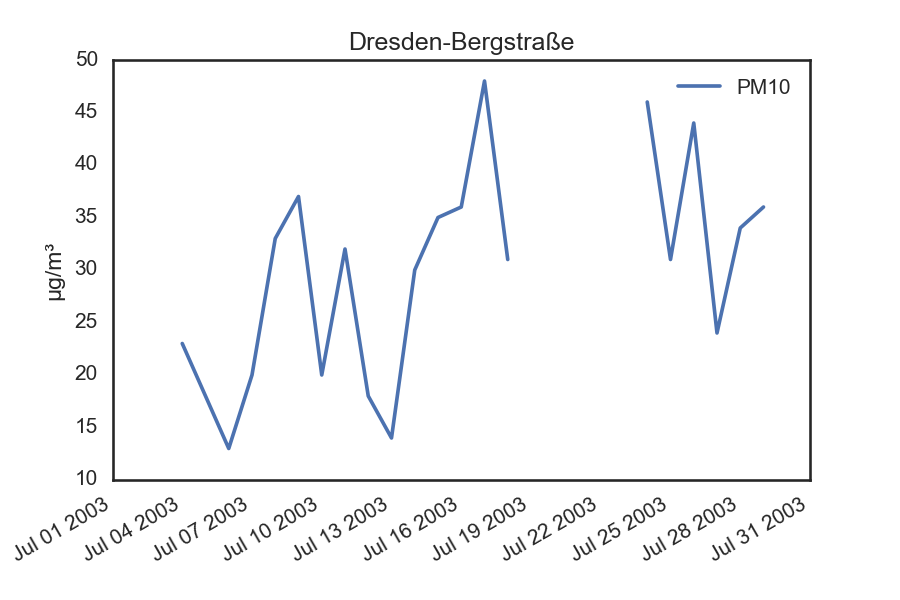 Dresden-Bergstraße
50
45
40
35
30
25
20
15
10
µg/m³
PM10
Jul 01 2003
Jul 04 2003
Jul 07 2003
Jul 10 2003
Jul 13 2003
Jul 16 2003
Jul 19 2003
Jul 22 2003
Jul 25 2003
Jul 28 2003
Jul 31 2003